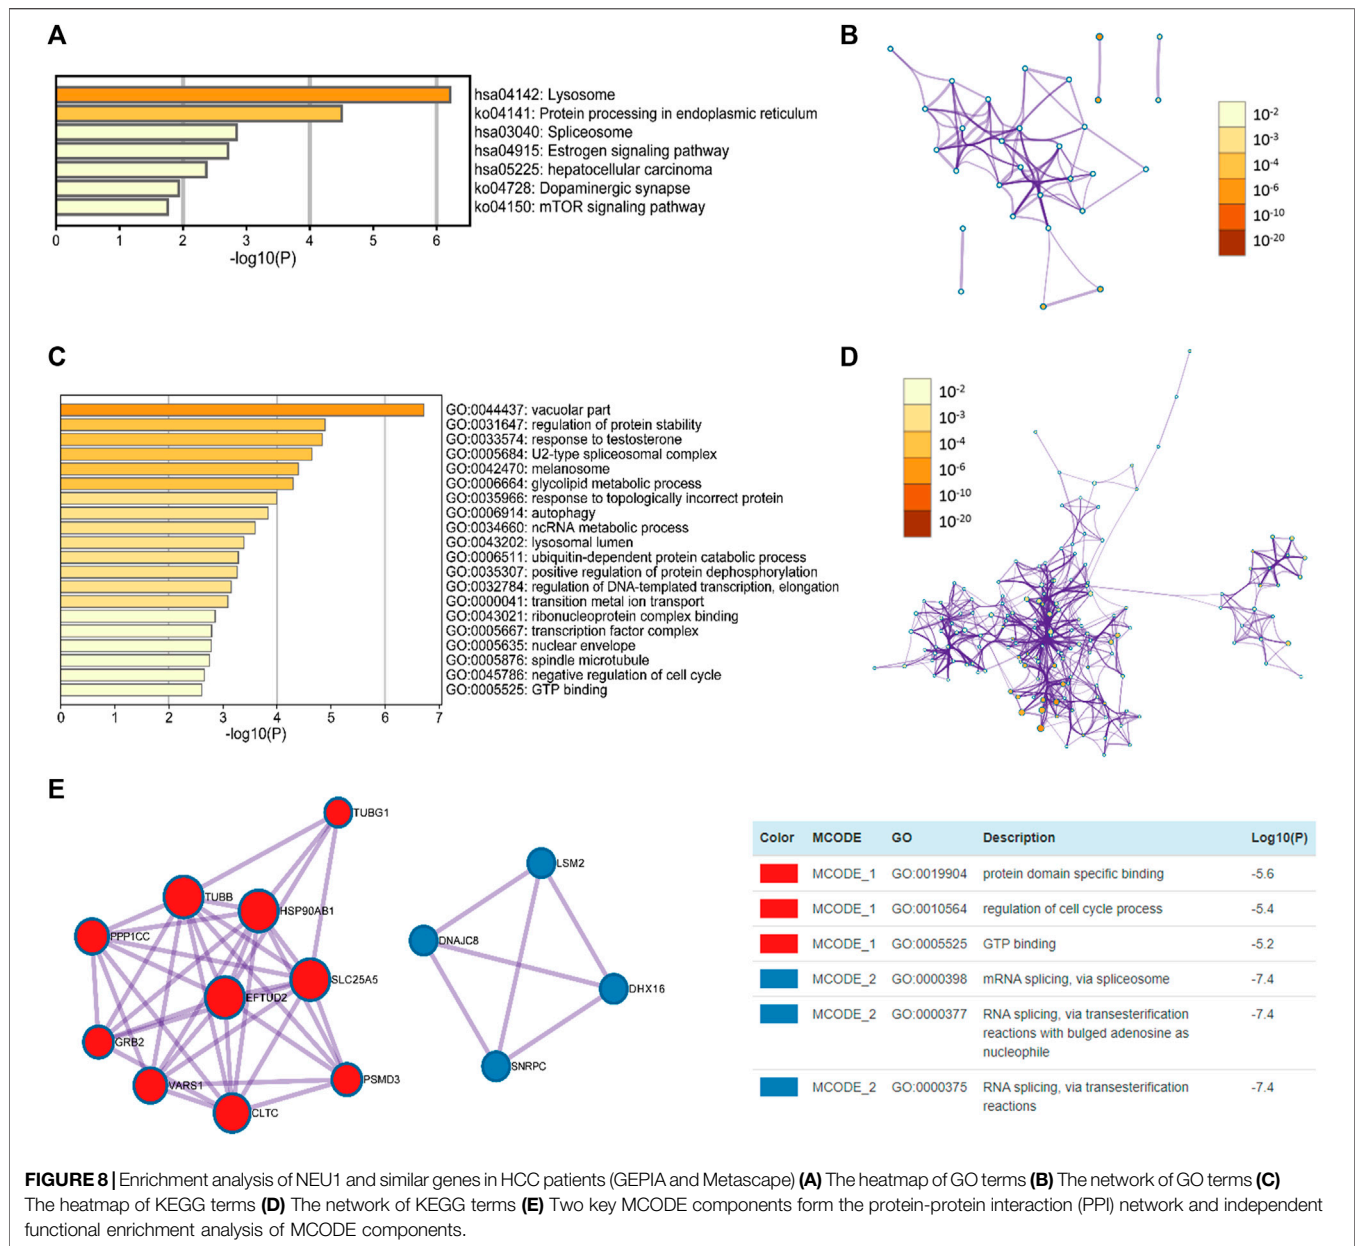 A
hsa04142: Lysosome
ko04141: Protein processing in endoplasmic reticulum
hsa03040: Spliceosome
hsa04915: Estrogen signaling pathway
hsa05225: hepatocellular carcinoma
ko04728: Dopaminergic synapse
ko04150: mTOR signaling pathway
0 1 2 3 4 5 6
-log10(P)
B
10-2
10-3
10-4
10-6
10-10
10-20
C
GO:0044437: vacuolar part
GO:0031647: regulation of protein stability
GO:0033574: response to testosterone
GO:0005684: U2-type spliceosomal complex
GO:0042470: melanosome
GO:0006664: glycolipid metabolic process
GO:0035966: response to topologically incorrect protein
GO:0006914: autophagy
GO:0034660: ncRNA metabolic process
GO:0043202: lysosomal lumen
GO:0006511: ubiquitin-dependent protein catabolic process
GO:0035307: positive regulation of protein dephosphorylation
GO:0032784: regulation of DNA-templated transcription, elongation
GO:0000041: transition metal ion transport
GO:0043021: ribonucleoprotein complex binding
GO:0005667: transcription factor complex
GO:0005635: nuclear envelope
GO:0005876: spindle microtubule
GO:0045786: negative regulation of cell cycle
GO:0005525: GTP binding
0 1 2 3 4 5 6 7
-log10(P)
D
10-2
10-3
10-4
10-6
10-10
10-20
E
TUBG1
TUBB
HSP90AB1
PPP1CC
SLC25A5
EFTUD2
GRB2
VARS1
PSMD3
CLTC
LSM2
DNAJC8
DHX16
SNRPC
Color MCODE GO Description Log10(P)
MCODE_1 GO:0019904 protein domain specific binding -5.6
MCODE_1 GO:0010564 regulation of cell cycle process -5.4
MCODE_1 GO:0005525 GTP binding -5.2
MCODE_2 GO:0000398 mRNA splicing, via spliceosome -7.4
MCODE_2 GO:0000377 RNA splicing, via transesterification -7.4
reactions with bulged adenosine as
nucleophile
MCODE_2 GO:0000375 RNA splicing, via transesterification -7.4
reactions
FIGURE 8 | Enrichment analysis of NEU1 and similar genes in HCC patients (GEPIA and Metascape) (A) The heatmap of GO terms (B) The network of GO terms (C)
The heatmap of KEGG terms (D) The network of KEGG terms (E) Two key MCODE components form the protein-protein interaction (PPI) network and independent
functional enrichment analysis of MCODE components.